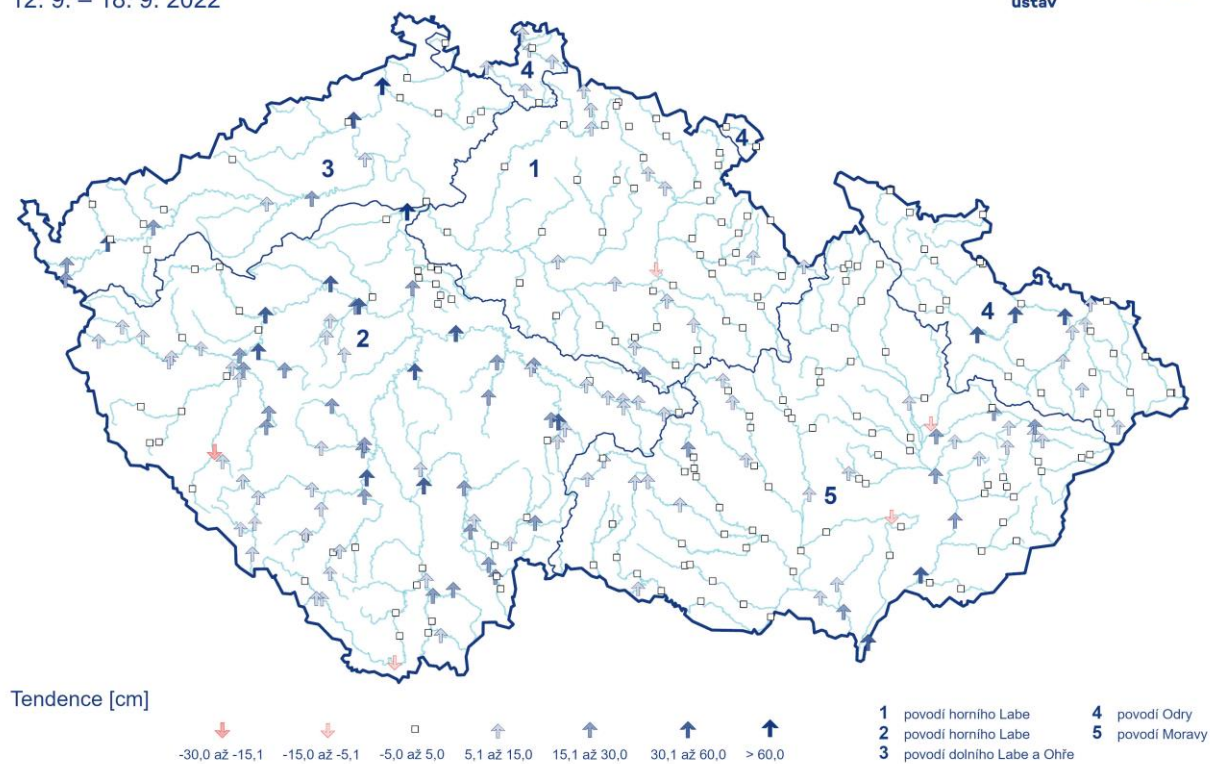 12. 9. – 18. 9. 2022
ústav
4
4
3
1
4
2
5
Tendence [cm]
-30,0 až -15,1
-15,0 až -5,1
-5,0 až 5,0
5,1 až 15,0
15,1 až 30,0
30,1 až 60,0
> 60,0
1 povodí horního Labe
2 povodí horního Labe
3 povodí dolního Labe a Ohře
4 povodí Odry
5 povodí Moravy